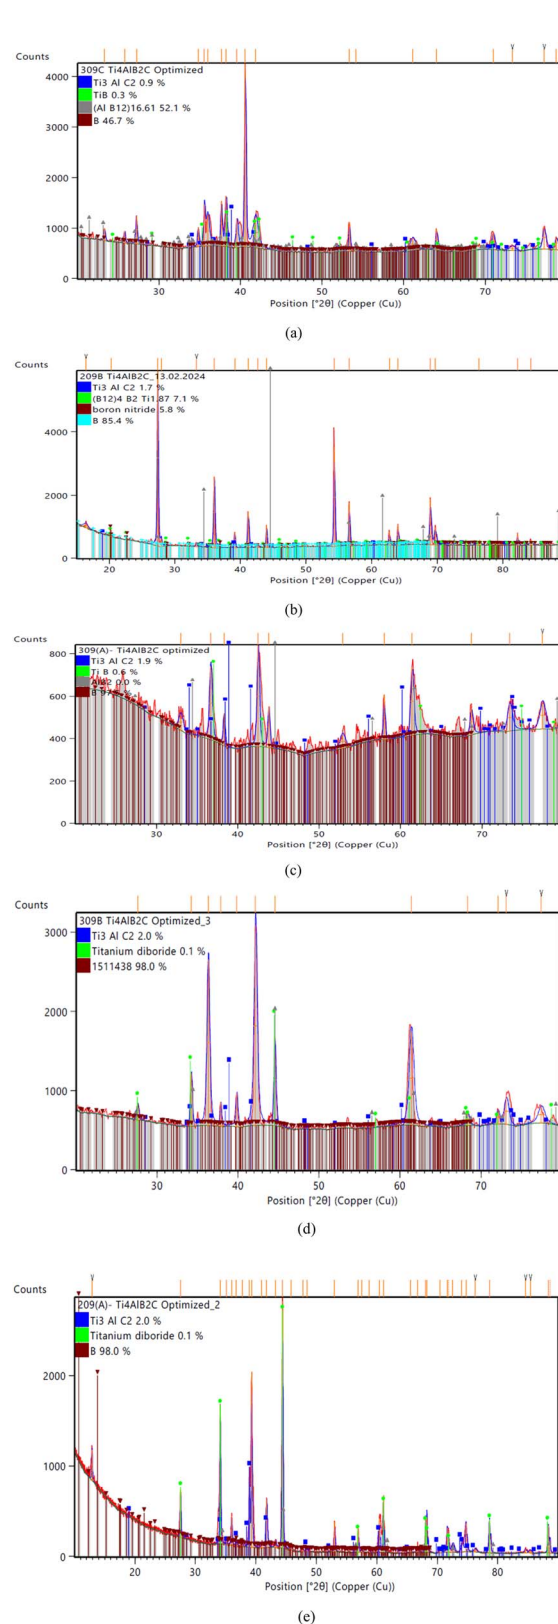 Counts
309C Ti4AlB2C Optimized
Ti3 Al C2 0.9 %
TiB 0.3 %
(Al B12)16.61 52.1 %
B 46.7 %
4000
3000
2000
1000
0
30 40 50 60 70
Position [°2θ] (Copper (Cu))
(a)
Counts
209B Ti4AlB2C_13.02.2024
Ti3 Al C2 1.7 %
(B12)4 B2 Ti1.87 7.1 %
boron nitride 5.8 %
B 85.4 %
4000
2000
0
20 30 40 50 60 70 80
Position [°2θ] (Copper (Cu))
(b)
Counts
309(A)- Ti4AlB2C optimized
Ti3 Al C2 1.9 %
Ti B 0.6 %
AlB2 0.0 %
800
600
400
200
0
30 40 50 60 70
Position [°2θ] (Copper (Cu))
(c)
Counts
309B Ti4AlB2C Optimized_3
Ti3 Al C2 2.0 %
Titanium diboride 0.1 %
1511438 98.0 %
3000
2000
1000
0
30 40 50 60 70
Position [°2θ] (Copper (Cu))
(d)
Counts
209(A)- Ti4AlB2C Optimized_2
Ti3 Al C2 2.0 %
Titanium diboride 0.1 %
B 98.0 %
2000
1000
0
20 30 40 50 60 70 80
Position [°2θ] (Copper (Cu))
(e)